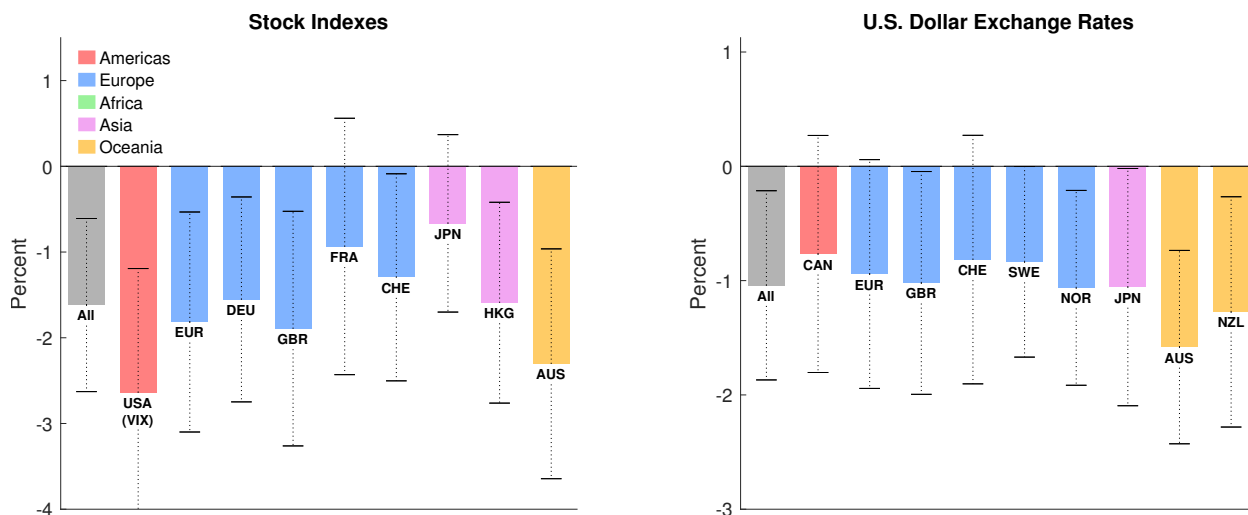 Stock Indexes
Percent
1
0
-1
-2
-3
-4
Americas
Europe
Africa
Asia
Oceania
All
USA
(VIX)
EUR
DEU
GBR
FRA
CHE
JPN
HKG
AUS
U.S. Dollar Exchange Rates
Percent
1
0
-1
-2
-3
All
CAN
EUR
GBR
CHE
SWE
NOR
JPN
AUS
NZL